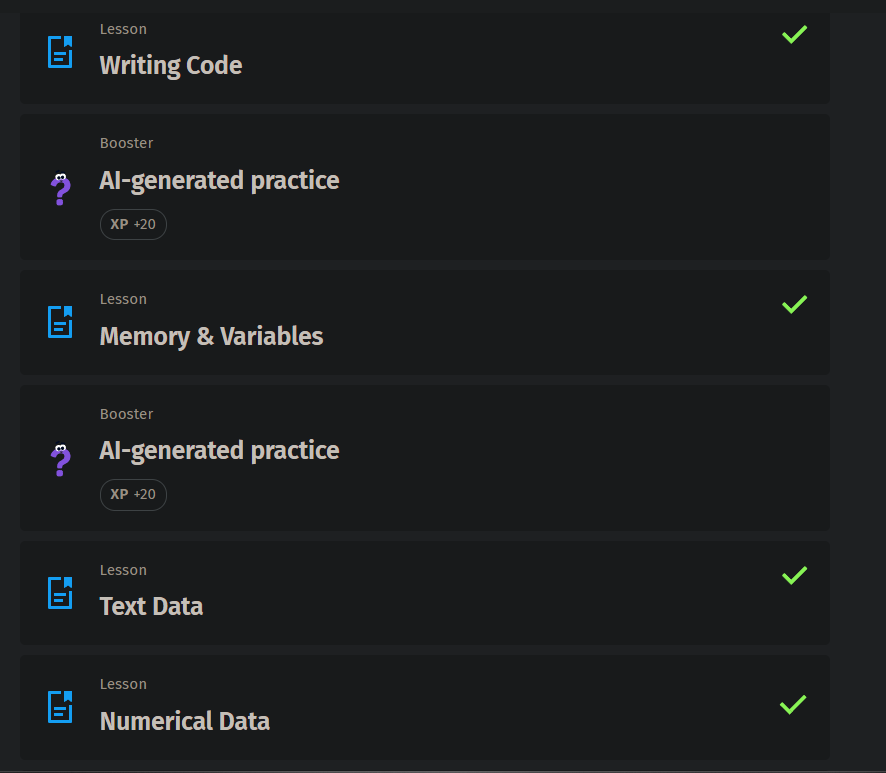 Lesson
Writing Code
Booster
AI-generated practice
XP +20
Lesson
Memory & Variables
Booster
AI-generated practice
XP +20
Lesson
Text Data
Lesson
Numerical Data